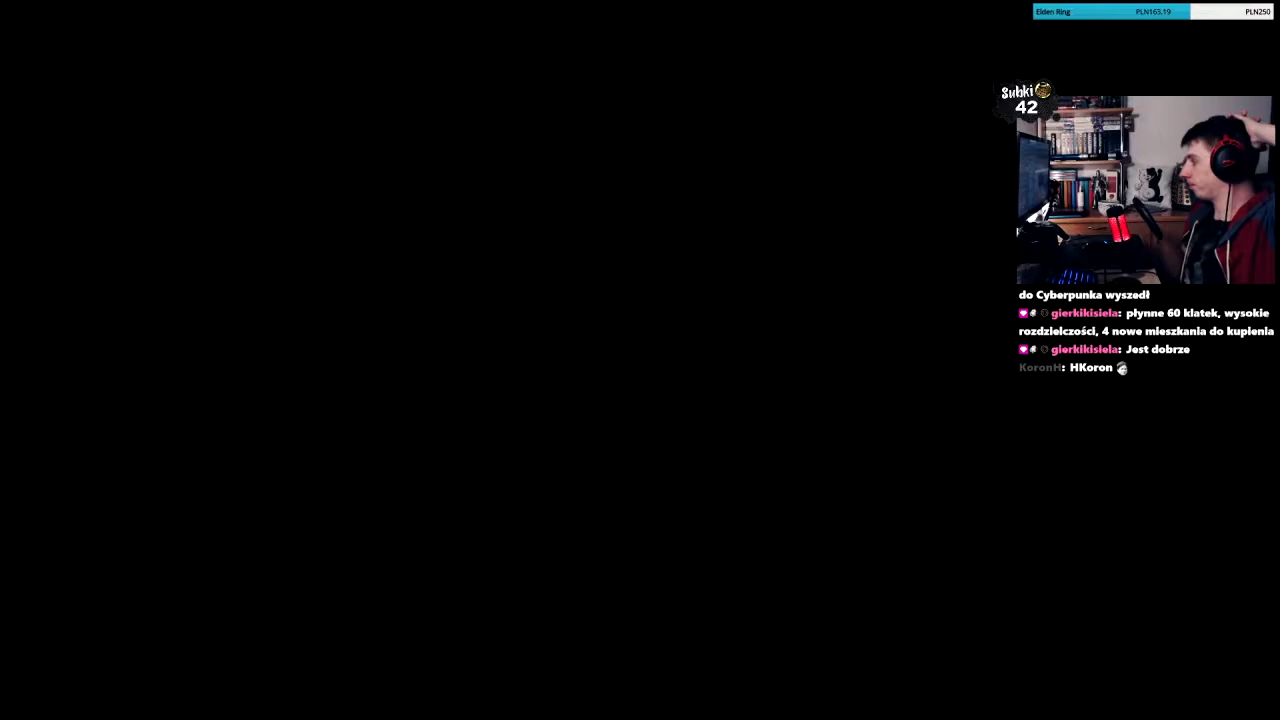 Elden Ring PLN163,19 PLN250
Subki
42
do Cyberpunka wyszedł
gierkikisiela: płynne 60 klatek, wysokie
rozdzielczości, 4 nowe mieszkania do kupienia
gierkikisiela: Jest dobrze
KoronH: HKoron